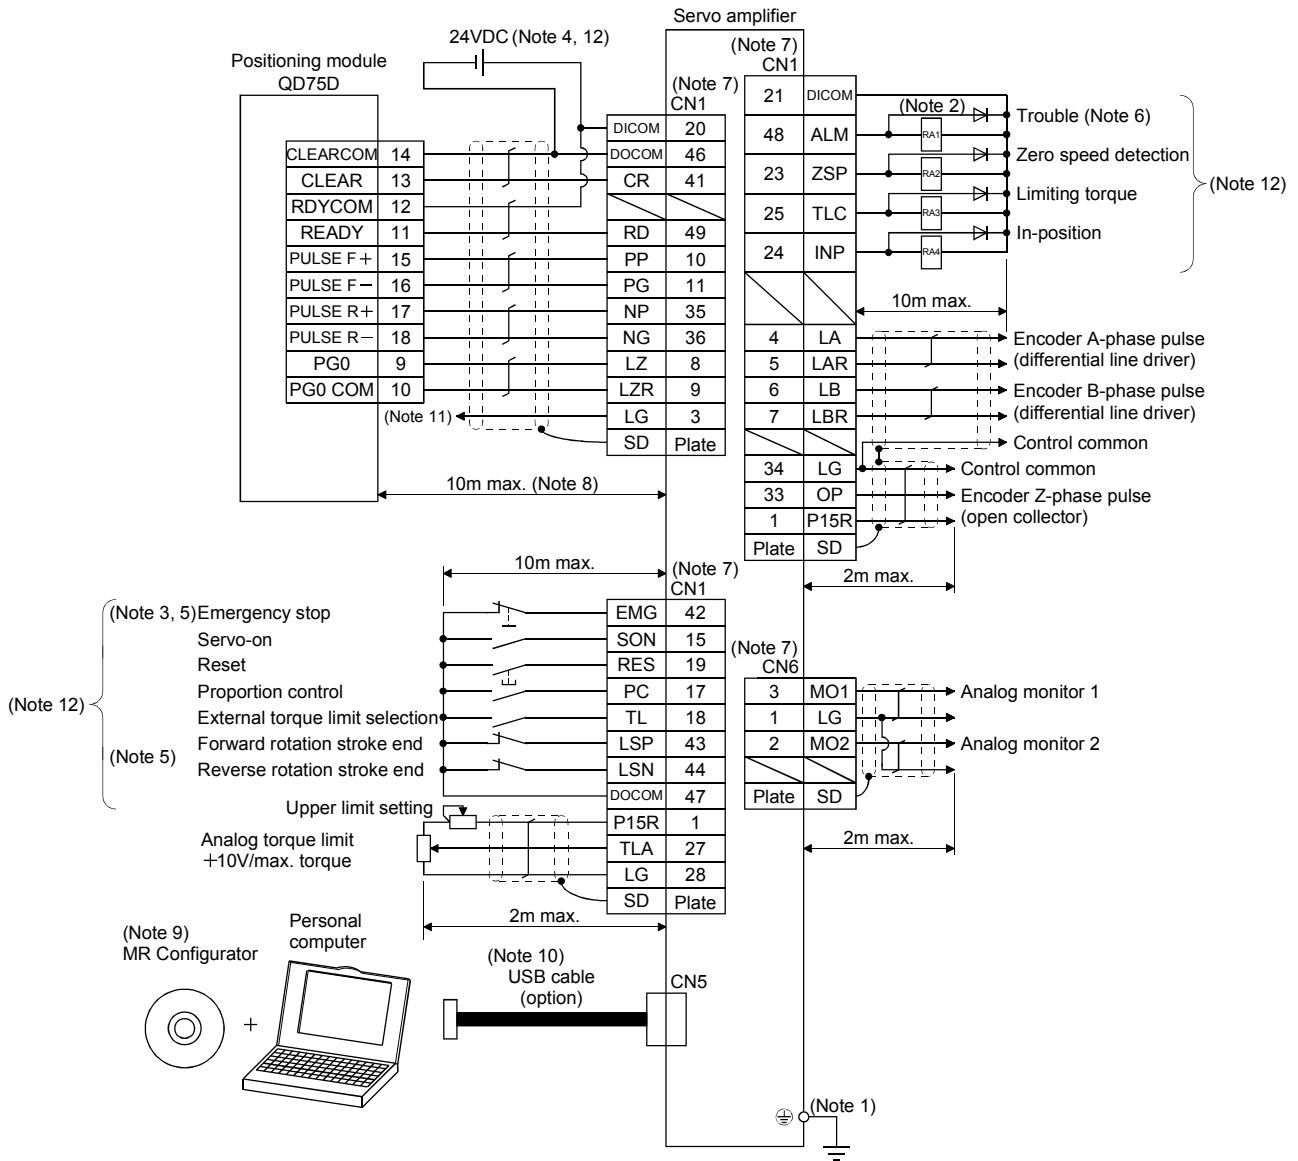 Servo amplifier
24VDC (Note 4, 12)
Positioning module
QD75D
(Note 7)
CN1
DICOM 20
CLEARCOM 14 DOCOM 46
CLEAR 13 CR 41
RDYCOM 12
READY 11 RD 49
PULSE F+ 15 PP 10
PULSE F− 16 PG 11
PULSE R+ 17 NP 35
PULSE R− 18 NG 36
PG0 9 LZ 8
PG0 COM 10 LZR 9
(Note 11) LG 3
SD Plate
10m max. (Note 8)
(Note 7)
CN1
21 DICOM
(Note 2)
48 ALM RA1 Trouble (Note 6)
23 ZSP RA2 Zero speed detection
25 TLC RA3 Limiting torque
24 INP RA4 In-position
(Note 12)
10m max.
4 LA Encoder A-phase pulse
5 LAR (differential line driver)
6 LB Encoder B-phase pulse
7 LBR (differential line driver)
Control common
34 LG Control common
33 OP Encoder Z-phase pulse
1 P15R (open collector)
Plate SD
2m max.
10m max.
(Note 7)
CN1
(Note 3, 5) Emergency stop EMG 42
Servo-on SON 15
Reset RES 19
Proportion control PC 17
(Note 12)
External torque limit selection TL 18
(Note 5)
Forward rotation stroke end LSP 43
Reverse rotation stroke end LSN 44
DOCOM 47
Upper limit setting P15R 1
Analog torque limit
+10V/max. torque
TLA 27
LG 28
SD Plate
2m max.
(Note 7)
CN6
3 MO1 Analog monitor 1
1 LG
2 MO2 Analog monitor 2
Plate SD
2m max.
(Note 9)
MR Configurator
+
Personal
computer
(Note 10)
USB cable
(option)
CN5
(Note 1)